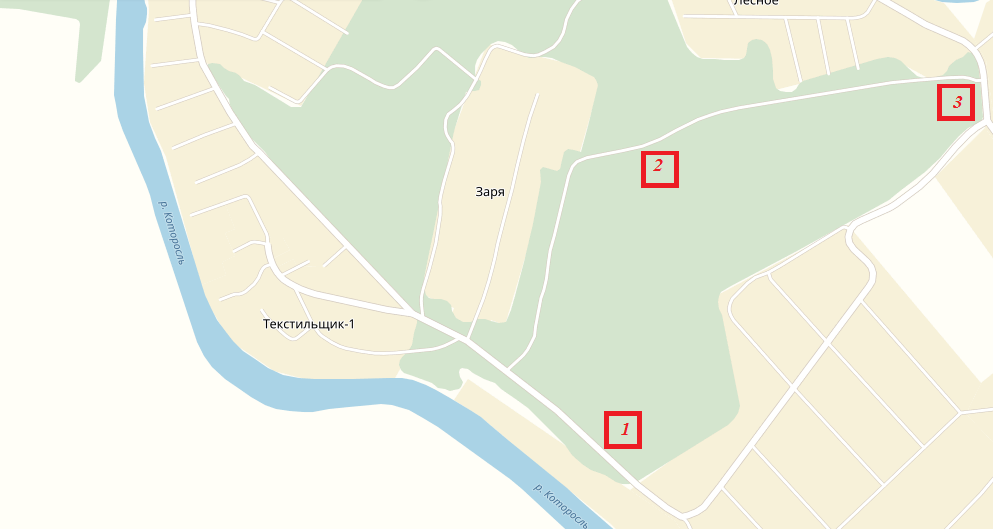 Лесное
3
2
Заря
р. Которосль
Текстильщик-1
1
р. Которосль